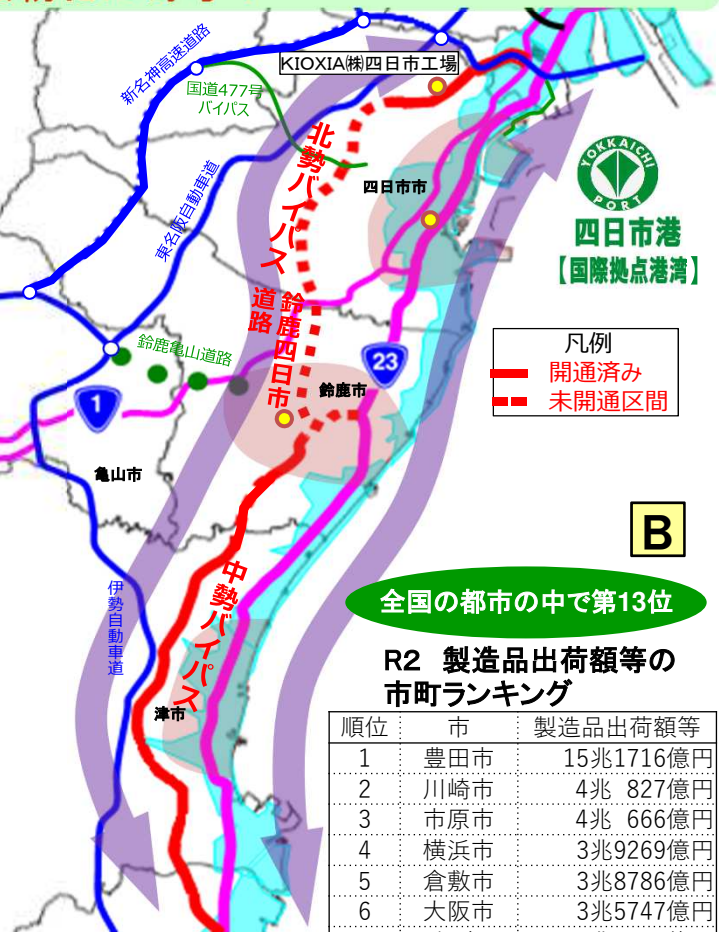 新名神高速道路
KIOXIA㈱四日市工場
国道477号
バイパス
北勢バイパス
東名阪自動車道
四日市市
YOKKAICHI
PORT
四日市港
【国際拠点港湾】
鈴鹿四日市
道路
鈴鹿亀山道路
23
凡例
開通済み
未開通区間
鈴鹿市
1
亀山市
B
中勢バイパス
伊勢自動車道
全国の都市の中で第13位
R2 製造品出荷額等の
市町ランキング
津市
順位 市 製造品出荷額等
1 豊田市 15兆1716億円
2 川崎市 4兆 827億円
3 市原市 4兆 666億円
4 横浜市 3兆9269億円
5 倉敷市 3兆8786億円
6 大阪市 3兆5747億円